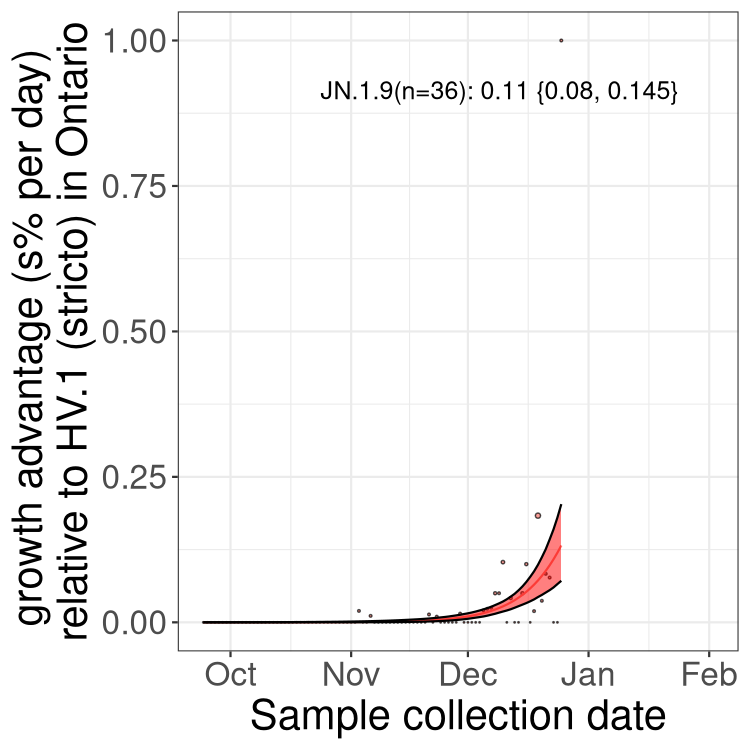 growth advantage (s% per day)
relative to HV.1 (stricto) in Ontario
1.00
0.75
0.50
0.25
0.00
JN.1.9(n=36): 0.11 {0.08, 0.145}
Oct Nov Dec Jan Feb
Sample collection date